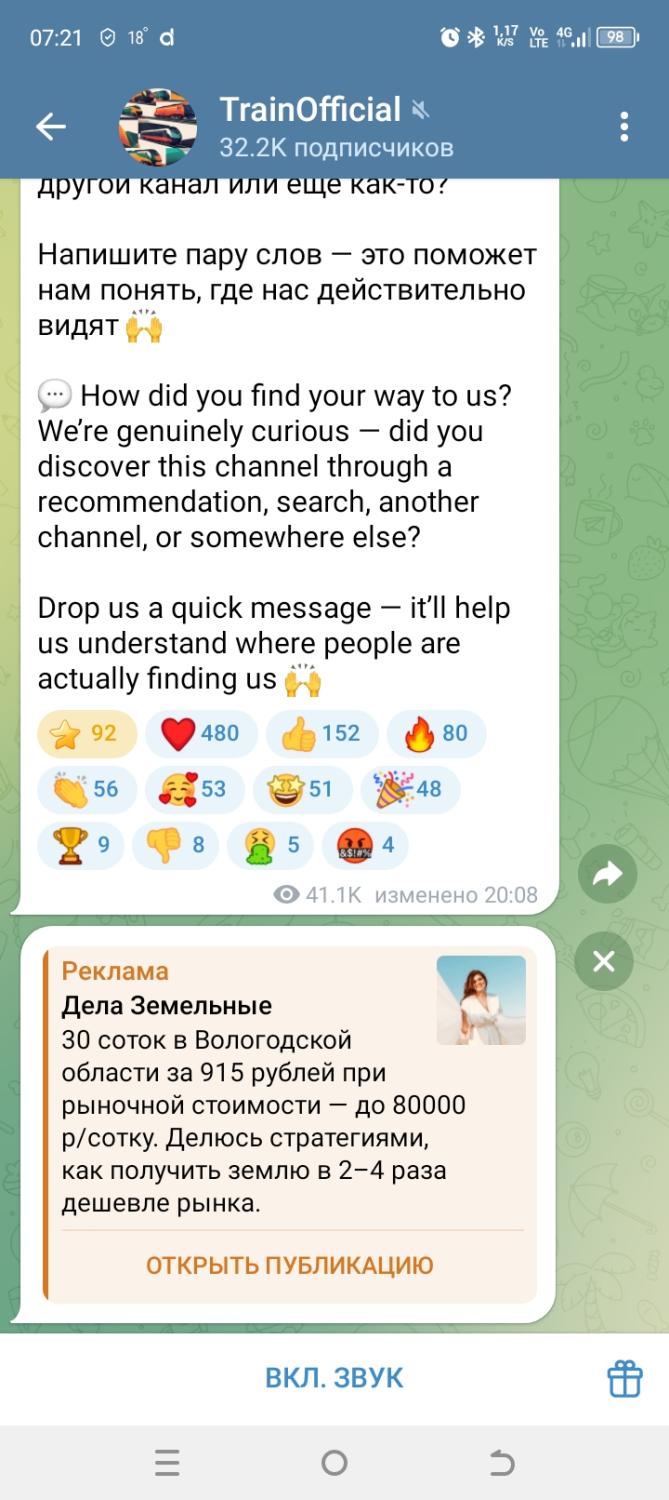 07:21 18° d 1,17 K/S Vo LTE 4G 98
TrainOfficial
32.2K подписчиков
другой канал или ещё как-то?
Напишите пару слов — это поможет
нам понять, где нас действительно
видят 🙌
💬 How did you find your way to us?
We’re genuinely curious — did you
discover this channel through a
recommendation, search, another
channel, or somewhere else?
Drop us a quick message — it’ll help
us understand where people are
actually finding us 🙌
⭐ 92 ❤️ 480 👍 152 🔥 80
👏 56 🥰 53 🤩 51 🎉 48
🏆 9 👎 8 🤮 5 🤬 4
41.1K изменено 20:08
Реклама
Дела Земельные
30 соток в Вологодской
области за 915 рублей при
рыночной стоимости — до 80000
р/сотку. Делюсь стратегиями,
как получить землю в 2–4 раза
дешевле рынка.
ОТКРЫТЬ ПУБЛИКАЦИЮ
ВКЛ. ЗВУК